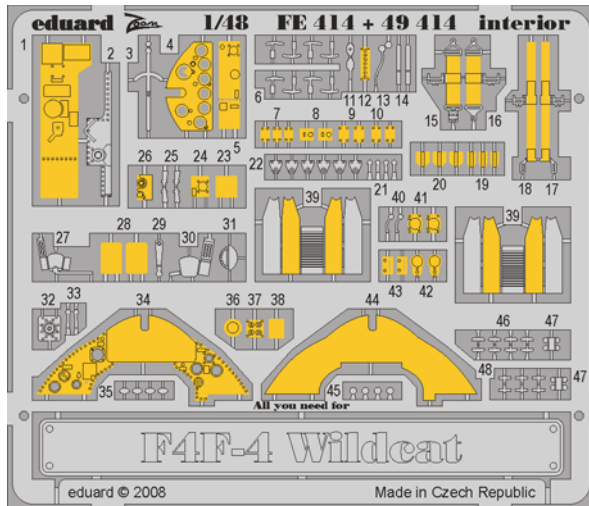 eduard Zoom 1/48 FE 414 + 49 414 interior
1 2 3 4 5 6 11 12 13 14 15 16 18 17
7 8 9 10
26 25 24 23 22 21 20 19
39 40 41 39
27 28 29 30 31 43 42
32 33 34 36 37 38 44 46 47
35 45 48 47
All you need for
F4F-4 Wildcat
eduard © 2008 Made in Czech Republic